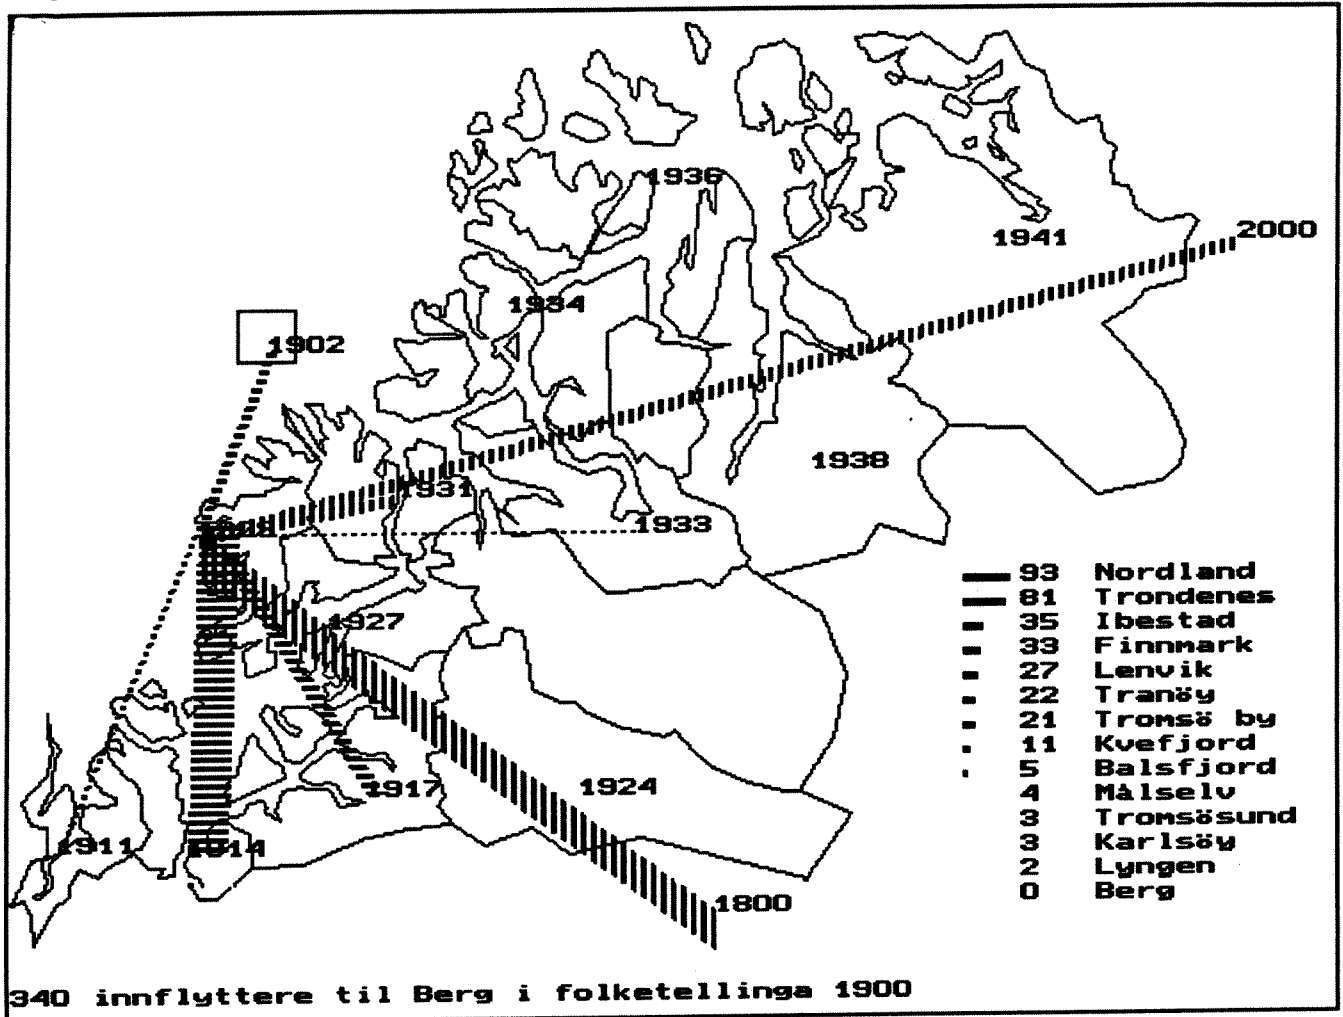 1936
1941
2000
1934
1902
1938
1931
1933
1927
1924
1917
1911
1914
1800
93 Nordland
81 Trondenes
35 Ibestad
33 Finnmark
27 Lenvik
22 Tranöy
21 Tromsö by
11 Kvefjord
5 Balsfjord
4 Målselv
3 Tromsösund
3 Karlsöy
2 Lyngen
0 Berg
340 innflyttere til Berg i folketellinga 1900